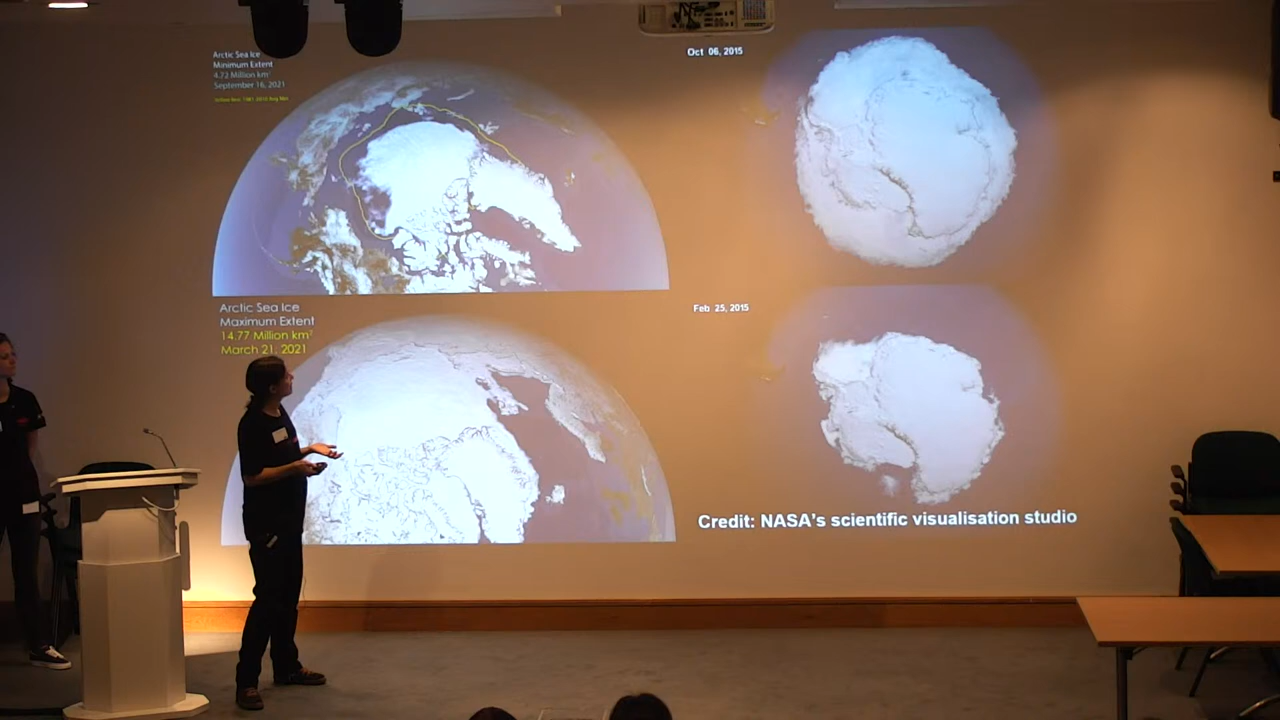 Arctic Sea Ice
Minimum Extent
4.72 Million km²
September 16, 2021
Oct 06, 2015
Arctic Sea Ice
Maximum Extent
14.77 Million km²
March 21, 2021
Feb 25, 2015
Credit: NASA's scientific visualisation studio